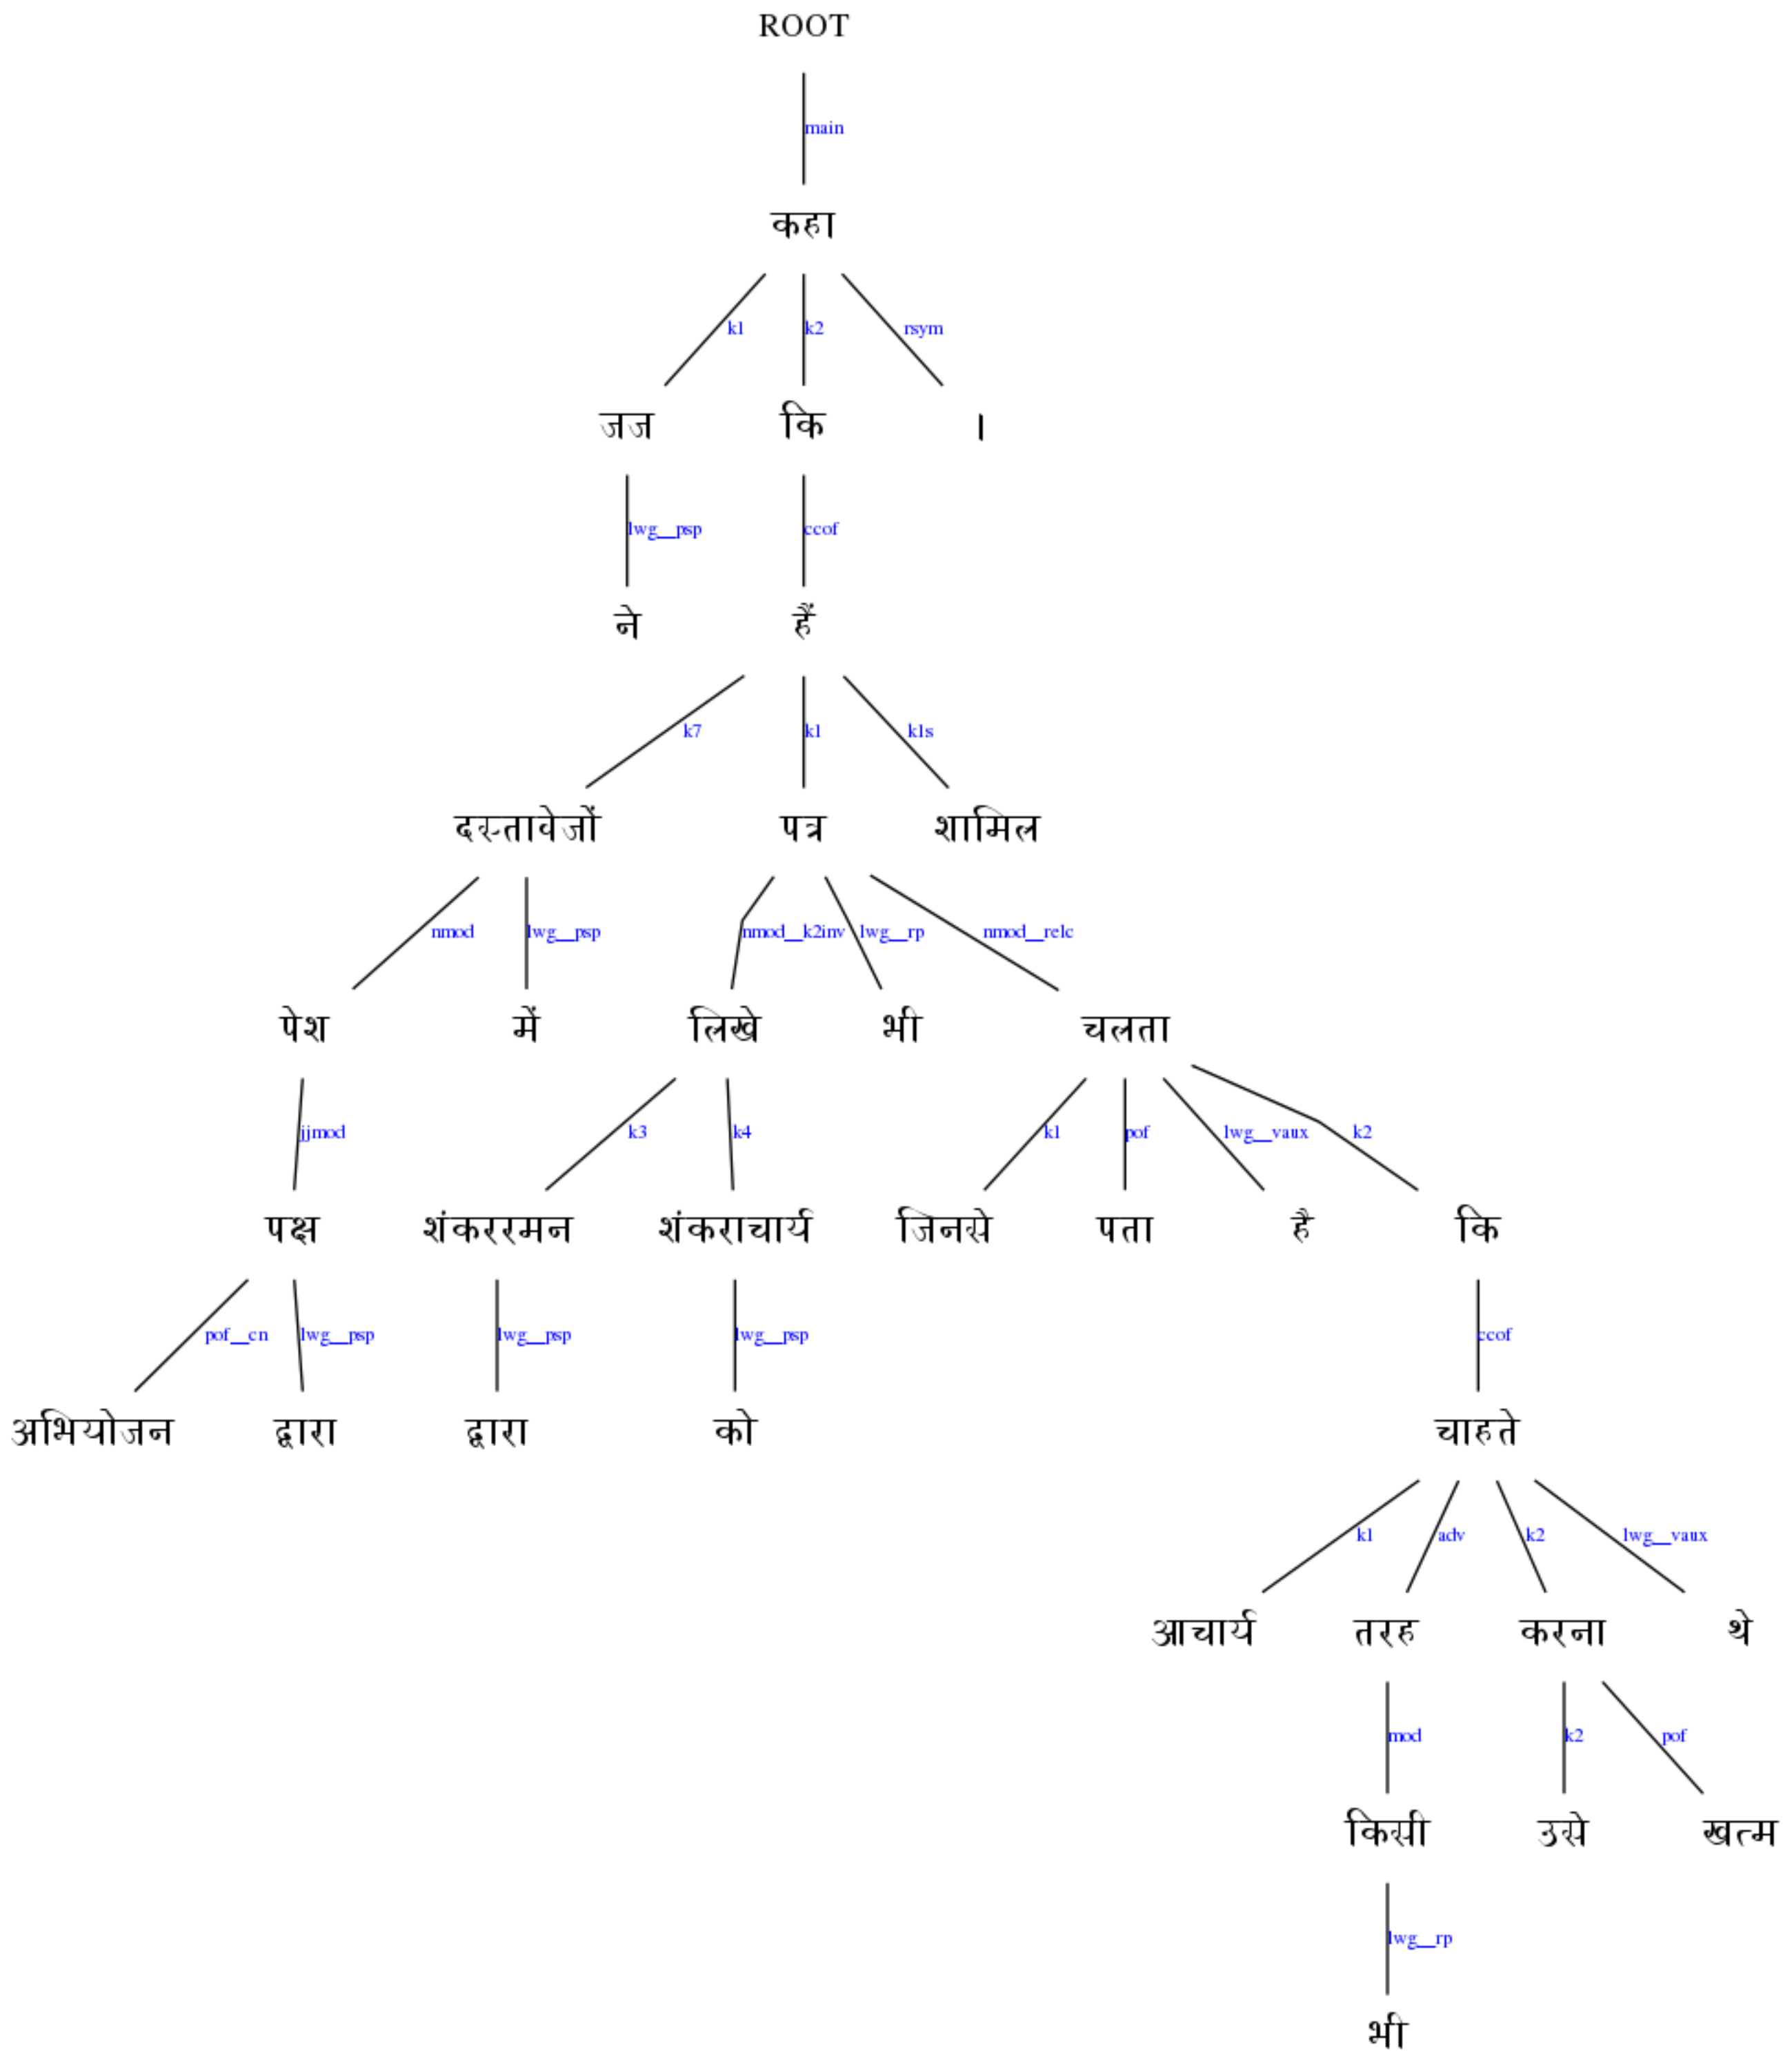 ROOT
main
कहा
k1 k2 rsym
जज कि ।
lwg__psp ccof
ने हैं
k7 k1 k1s
दस्तावेजों पत्र शामिल
nmod lwg__psp nmod__k2inv lwg__rp nmod__relc
पेश में लिखे भी चलता
jjmod k3 k4 k1 pof lwg__vaux k2
पक्ष शंकररमन शंकराचार्य जिनसे पता है कि
pof__cn lwg__psp lwg__psp lwg__psp ccof
अभियोजन द्वारा द्वारा को चाहते
k1 adv k2 lwg__vaux
आचार्य तरह करना थे
mod k2 pof
किसी उसे खत्म
lwg__rp
भी